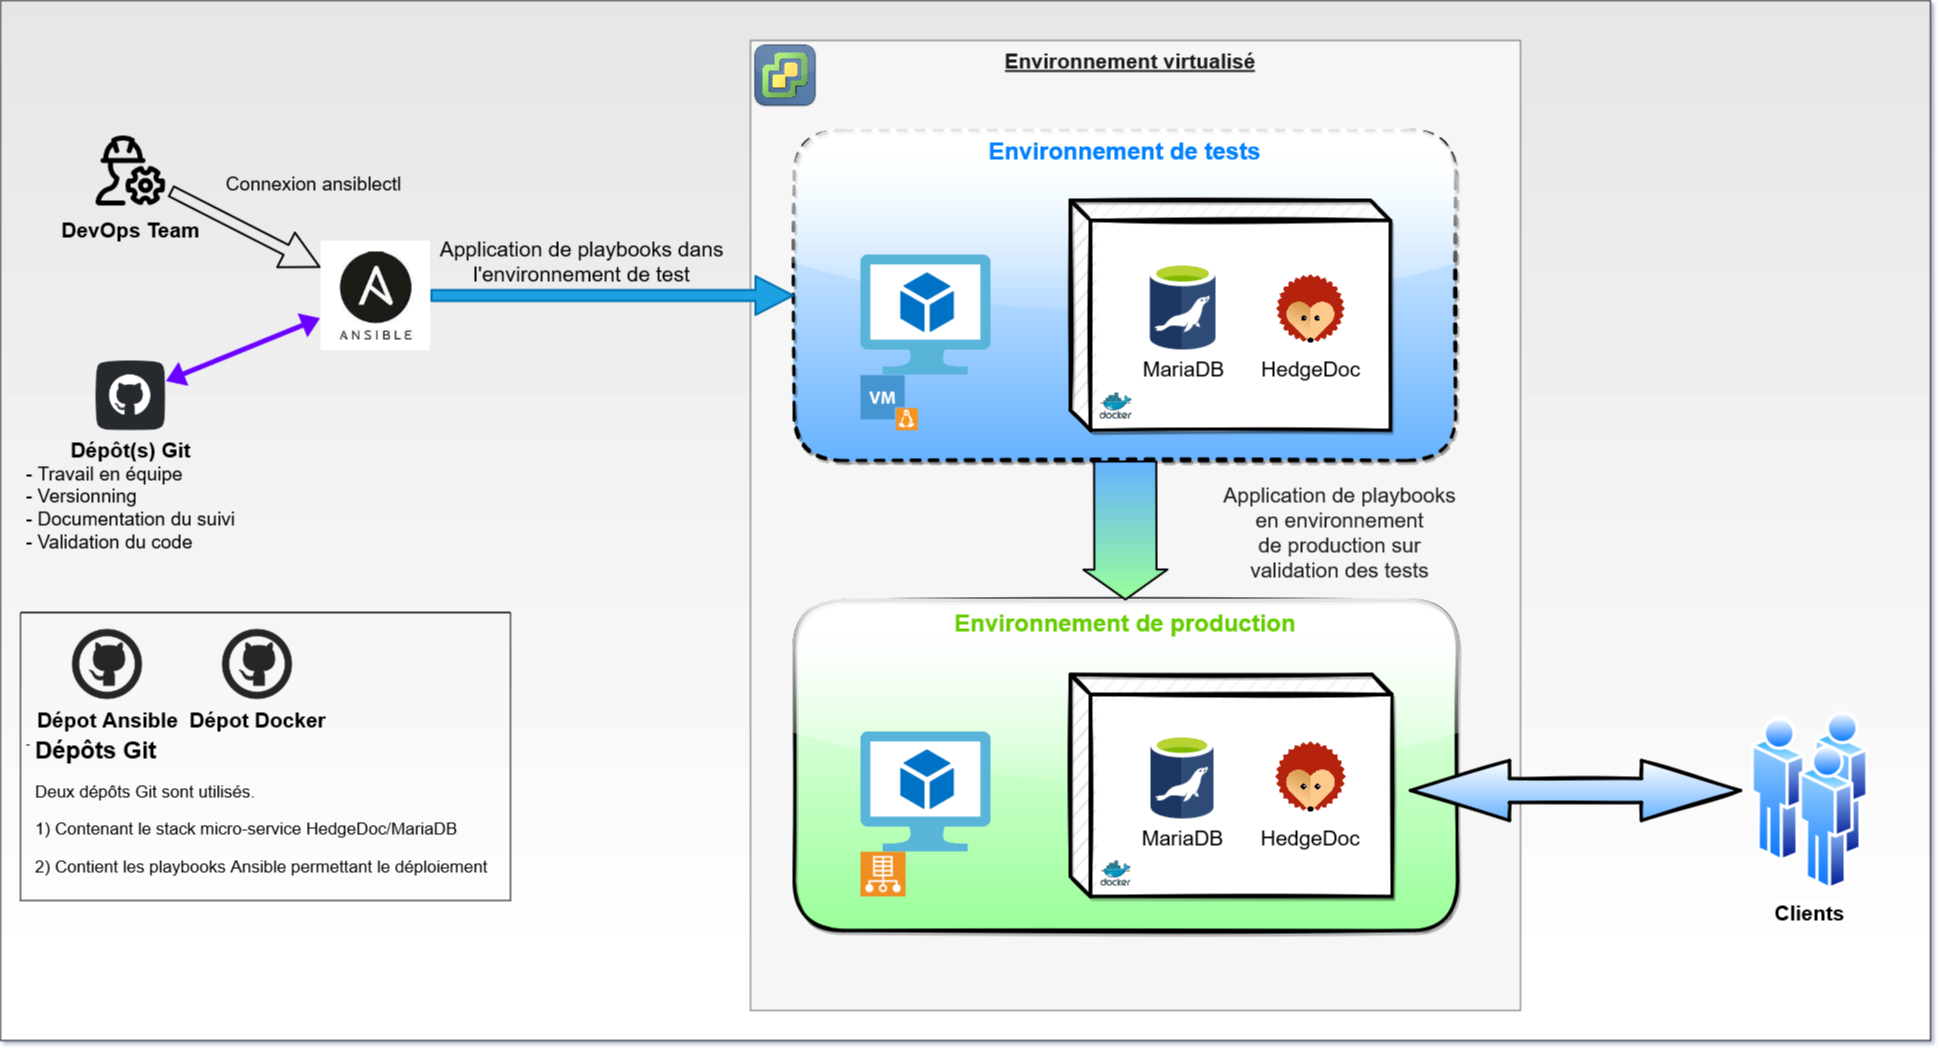 Environnement virtualisé
Environnement de tests
Connexion ansiblectl
DevOps Team
Application de playbooks dans
l'environnement de test
ANSIBLE
MariaDB
HedgeDoc
VM
docker
Dépôt(s) Git
- Travail en équipe
- Versionning
- Documentation du suivi
- Validation du code
Application de playbooks
en environnement
de production sur
validation des tests
Environnement de production
MariaDB
HedgeDoc
docker
Dépot Ansible
Dépot Docker
- Dépôts Git
Deux dépôts Git sont utilisés.
1) Contenant le stack micro-service HedgeDoc/MariaDB
2) Contient les playbooks Ansible permettant le déploiement
Clients